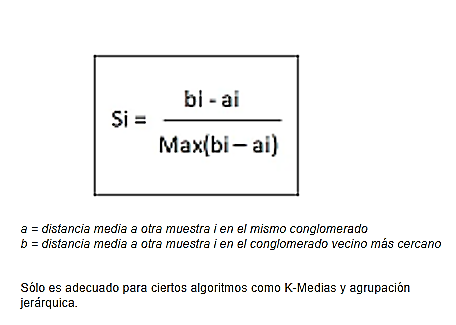 Si = bi - ai / Max(bi – ai)
a = distancia media a otra muestra i en el mismo conglomerado
b = distancia media a otra muestra i en el conglomerado vecino más cercano
Sólo es adecuado para ciertos algoritmos como K-Medias y agrupación
jerárquica.